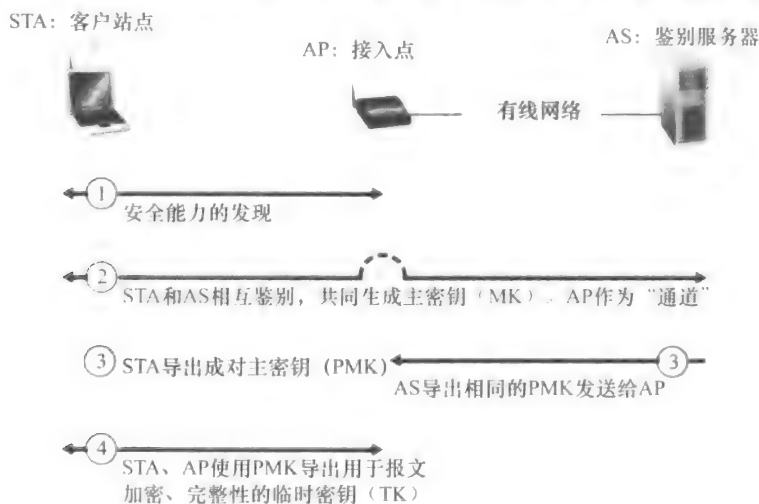 STA：客户站点
AP：接入点
AS：鉴别服务器
有线网络
①
安全能力的发现
②
STA和AS相互鉴别，共同生成主密钥（MK）。AP作为“通道”
③ STA导出成对主密钥（PMK）
③
AS导出相同的PMK发送给AP
④
STA、AP使用PMK导出用于报文
加密、完整性的临时密钥（TK）